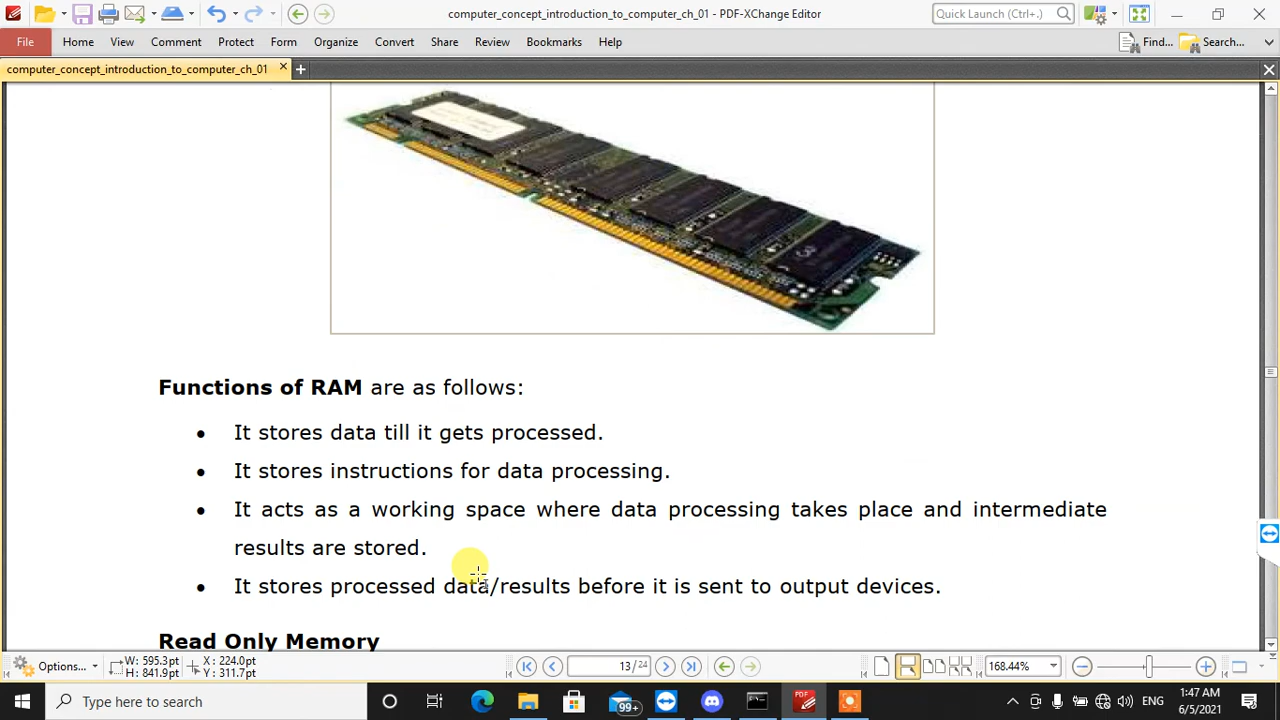 computer_concept_introduction_to_computer_ch_01 - PDF-XChange Editor
Quick Launch (Ctrl+.)
File Home View Comment Protect Form Organize Convert Share Review Bookmarks Help Find... Search...
computer_concept_introduction_to_computer_ch_01
Functions of RAM are as follows:
• It stores data till it gets processed.
• It stores instructions for data processing.
• It acts as a working space where data processing takes place and intermediate
results are stored.
• It stores processed data/results before it is sent to output devices.
Read Only Memory
Options... W: 595.3pt X: 224.0pt 13 / 24 168.44%
H: 841.9pt Y: 311.7pt
Type here to search 99+ PDF ENG 1:47 AM
6/5/2021